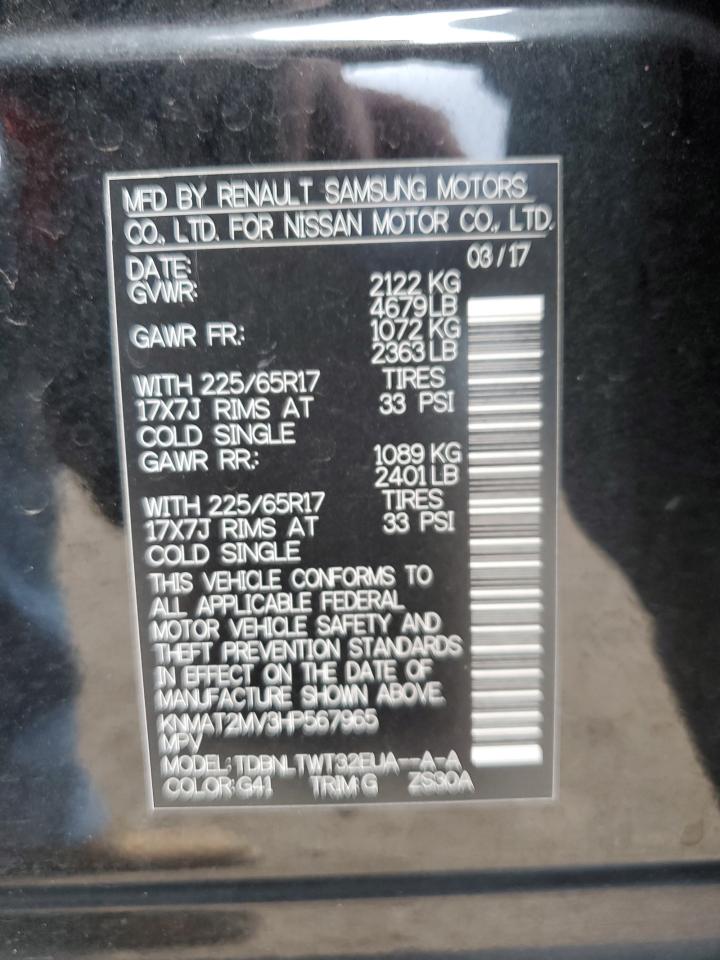 MFD BY RENAULT SAMSUNG MOTORS
CO., LTD. FOR NISSAN MOTOR CO., LTD.
DATE: 03/17
GVWR: 2122 KG
4679 LB
GAWR FR: 1072 KG
2363 LB
WITH 225/65R17 TIRES
17X7J RIMS AT 33 PSI
COLD SINGLE
GAWR RR: 1089 KG
2401 LB
WITH 225/65R17 TIRES
17X7J RIMS AT 33 PSI
COLD SINGLE
THIS VEHICLE CONFORMS TO
ALL APPLICABLE FEDERAL
MOTOR VEHICLE SAFETY AND
THEFT PREVENTION STANDARDS
IN EFFECT ON THE DATE OF
MANUFACTURE SHOWN ABOVE.
KNMAT2MV3HP567965
MPV
MODEL: TDBNLTWT32EUA--A-A
COLOR: G41 TRIM: G ZS30A